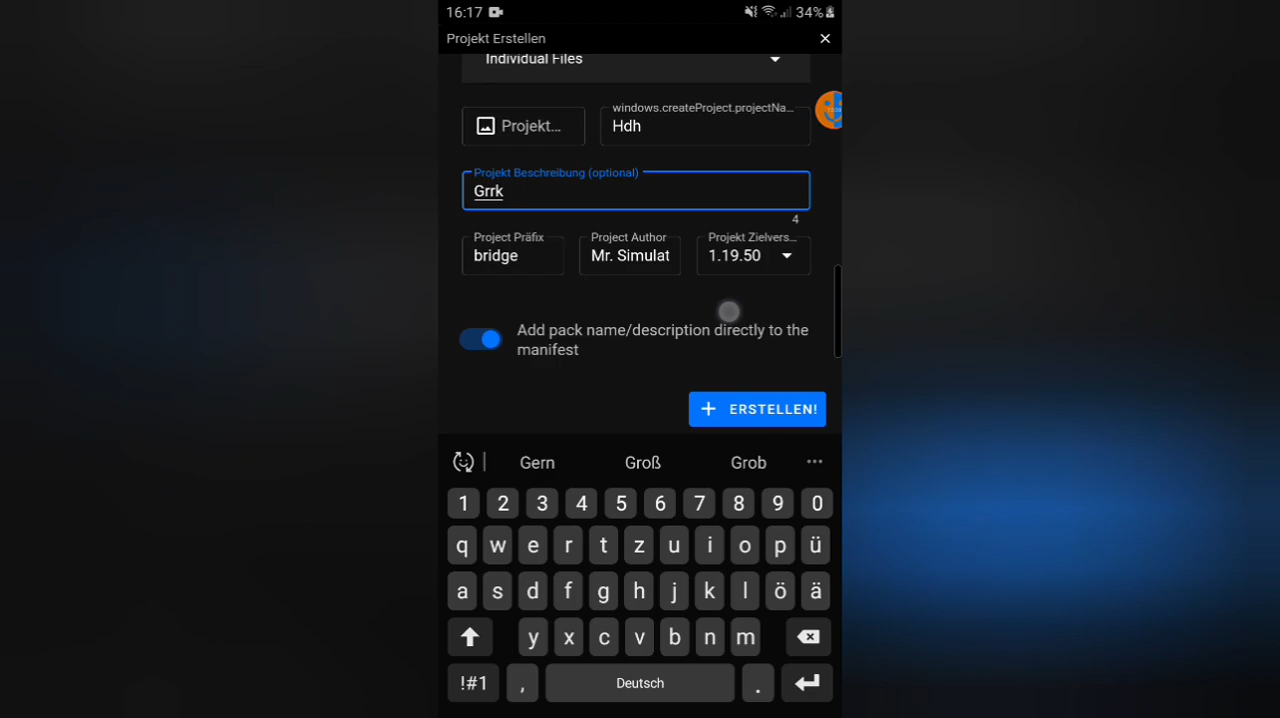 16:17 34%
Projekt Erstellen
Individual Files
Projekt...
windows.createProject.projectNa...
Hdh
Projekt Beschreibung (optional)
Grrk
4
Project Präfix
bridge
Project Author
Mr. Simulat
Projekt Zielvers...
1.19.50
Add pack name/description directly to the
manifest
+ ERSTELLEN!
Gern Groß Grob ...
1 2 3 4 5 6 7 8 9 0
q w e r t z u i o p ü
a s d f g h j k l ö ä
y x c v b n m
!#1 , Deutsch .